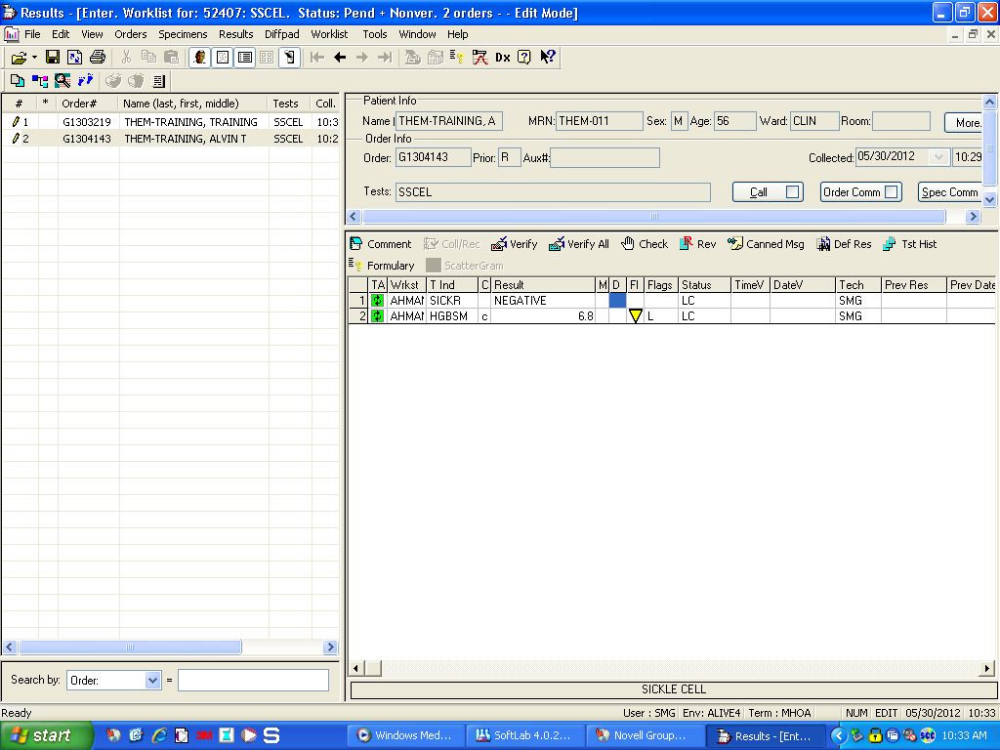 Results - [Enter. Worklist for: 52407: SSCEL. Status: Pend + Nonver. 2 orders - - Edit Mode]
File Edit View Orders Specimens Results Diffpad Worklist Tools Window Help
Dx
# * Order# Name (last, first, middle) Tests Coll.
1 G1303219 THEM-TRAINING, TRAINING SSCEL 10:3
2 G1304143 THEM-TRAINING, ALVIN T SSCEL 10:2
Patient Info
Name THEM-TRAINING, A MRN: THEM-011 Sex: M Age: 56 Ward: CLIN Room: More.
Order Info
Order: G1304143 Prior: R Aux#: Collected: 05/30/2012 10:29
Tests: SSCEL Call Order Comm Spec Comm
Comment Coll/Rec Verify Verify All Check Rev Canned Msg Def Res Tst Hist
Formulary ScatterGram
TA Wrkst T Ind C Result M D Fl Flags Status TimeV DateV Tech Prev Res Prev Date
1 AHMAN SICKR NEGATIVE LC SMG
2 AHMAN HGBSM c 6.8 L LC SMG
Search by: Order: =
SICKLE CELL
Ready User : SMG Env: ALIVE4 Term : MHOA NUM EDIT 05/30/2012 10:33
start 3M S Windows Med... SoftLab 4.0.2... Novell Group... Results - [Ent... 10:33 AM